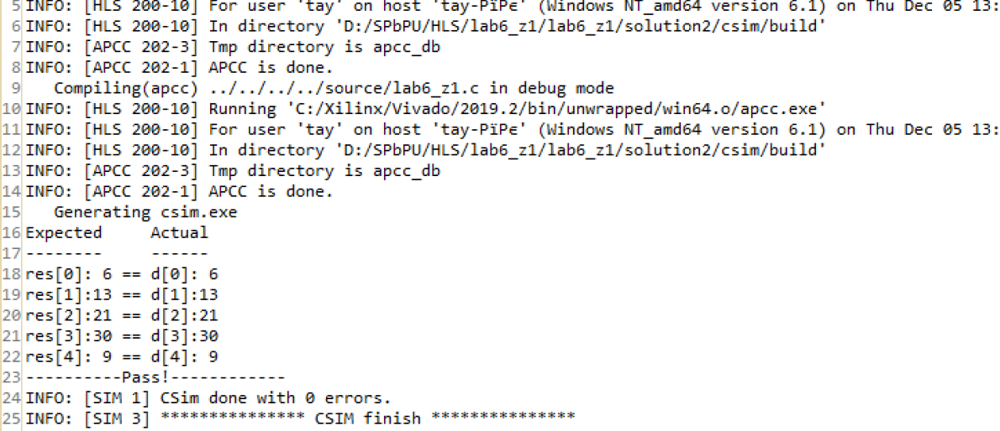 5 INFO: [HLS 200-10] For user 'tay' on host 'tay-РїРє' (Windows NT_amd64 version 6.1) on Thu Dec 05 13:
6 INFO: [HLS 200-10] In directory 'D:/SPbPU/HLS/lab6_z1/lab6_z1/solution2/csim/build'
7 INFO: [APCC 202-3] Tmp directory is apcc_db
8 INFO: [APCC 202-1] APCC is done.
9    Compiling(apcc) ../../../../source/lab6_z1.c in debug mode
10 INFO: [HLS 200-10] Running 'C:/Xilinx/Vivado/2019.2/bin/unwrapped/win64.o/apcc.exe'
11 INFO: [HLS 200-10] For user 'tay' on host 'tay-РїРє' (Windows NT_amd64 version 6.1) on Thu Dec 05 13:
12 INFO: [HLS 200-10] In directory 'D:/SPbPU/HLS/lab6_z1/lab6_z1/solution2/csim/build'
13 INFO: [APCC 202-3] Tmp directory is apcc_db
14 INFO: [APCC 202-1] APCC is done.
15    Generating csim.exe
16 Expected     Actual
17 --------     ------
18 res[0]: 6 == d[0]: 6
19 res[1]:13 == d[1]:13
20 res[2]:21 == d[2]:21
21 res[3]:30 == d[3]:30
22 res[4]: 9 == d[4]: 9
23 ----------Pass!------------
24 INFO: [SIM 1] CSim done with 0 errors.
25 INFO: [SIM 3] *************** CSIM finish ***************